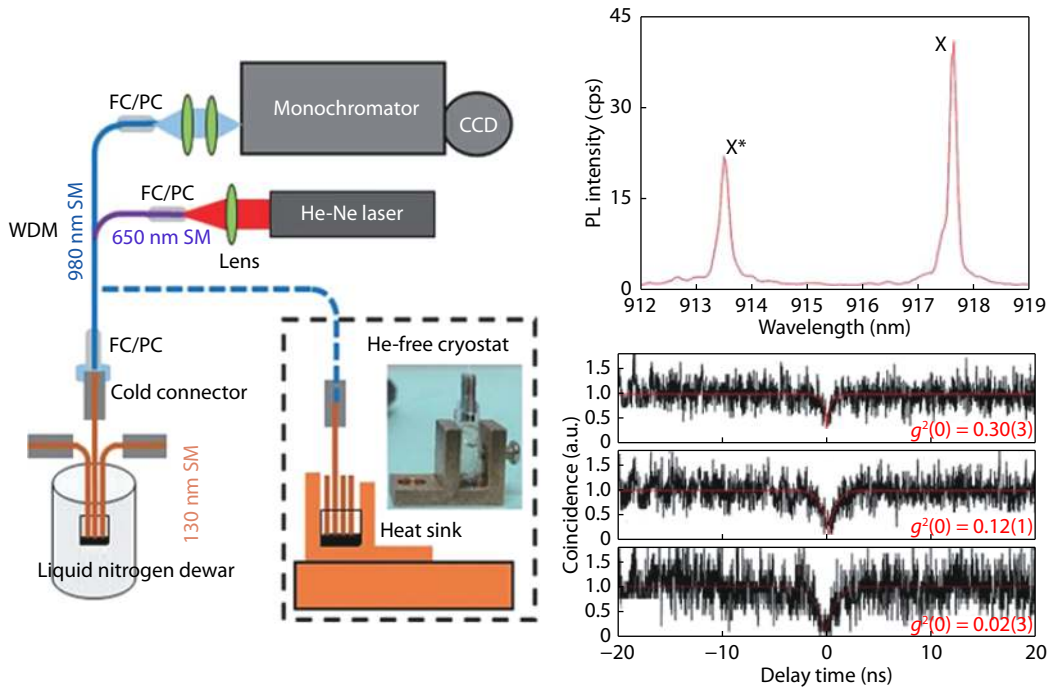 FC/PC
Monochromator
CCD
FC/PC
WDM
980 nm SM
650 nm SM
He-Ne laser
Lens
FC/PC
Cold connector
He-free cryostat
130 nm SM
Heat sink
Liquid nitrogen dewar
45
30
15
0
PL intensity (cps)
X*
X
912 913 914 915 916 917 918 919
Wavelength (nm)
1.5
1.0
0.5
0
g²(0) = 0.30(3)
1.5
1.0
0.5
0
g²(0) = 0.12(1)
1.5
1.0
0.5
0
g²(0) = 0.02(3)
Coincidence (a.u.)
−20 −10 0 10 20
Delay time (ns)